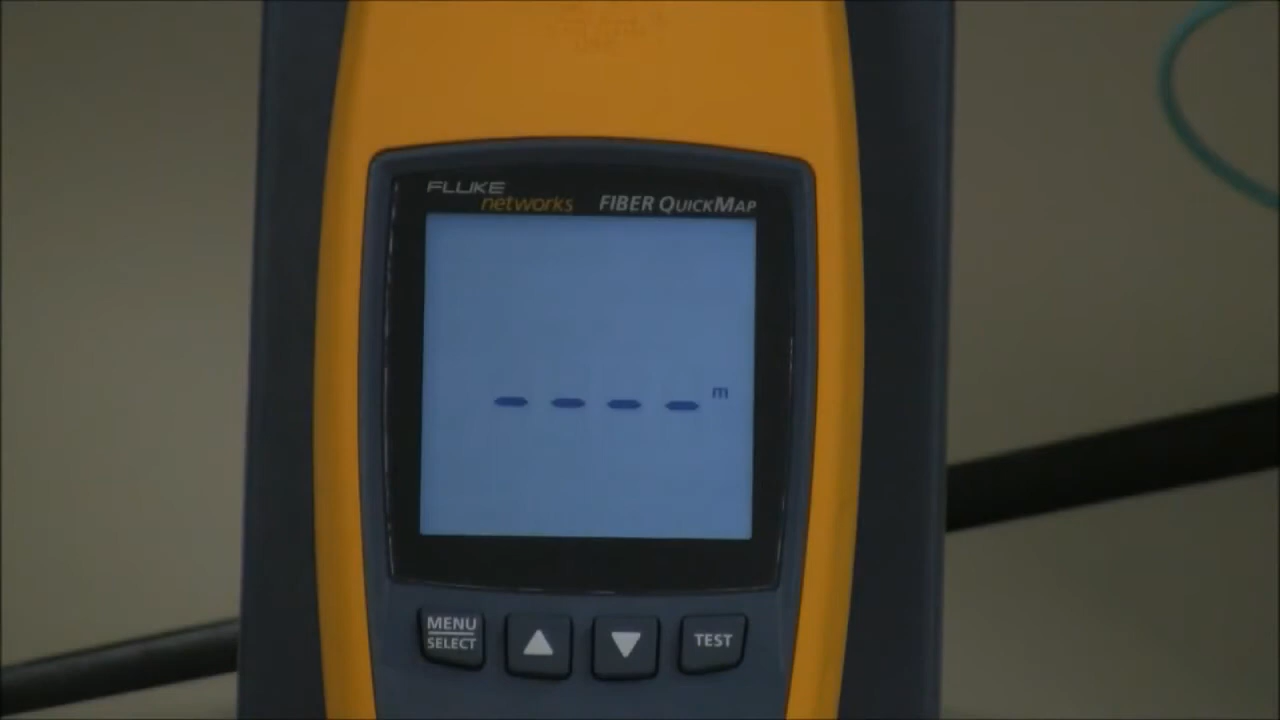 FLUKE
networks FIBER QUICKMAP
---- m
MENU
SELECT
TEST